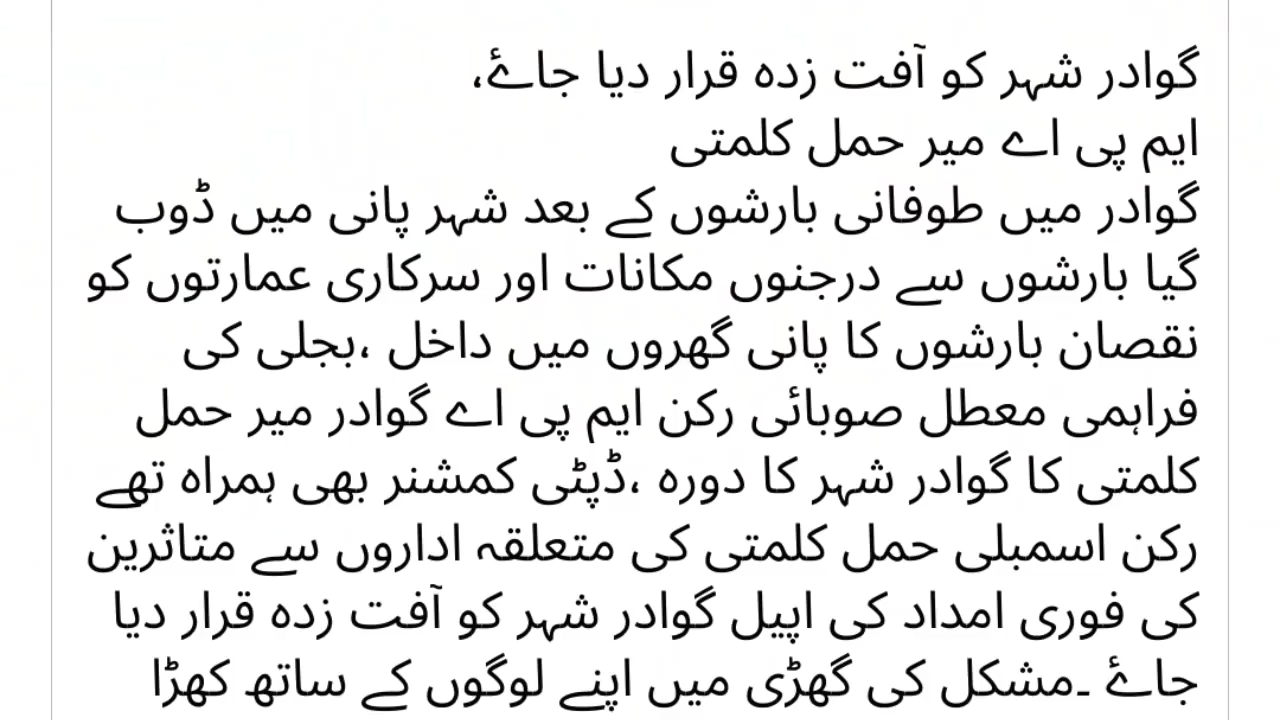 گوادر شہر کو آفت زدہ قرار دیا جاۓ،
ایم پی اے میر حمل کلمتی
گوادر میں طوفانی بارشوں کے بعد شہر پانی میں ڈوب
گیا بارشوں سے درجنوں مکانات اور سرکاری عمارتوں کو
نقصان بارشوں کا پانی گھروں میں داخل ،بجلی کی
فراہمی معطل صوبائی رکن ایم پی اے گوادر میر حمل
کلمتی کا گوادر شہر کا دورہ ،ڈپٹی کمشنر بھی ہمراہ تھے
رکن اسمبلی حمل کلمتی کی متعلقہ اداروں سے متاثرین
کی فوری امداد کی اپیل گوادر شہر کو آفت زدہ قرار دیا
جاۓ ۔مشکل کی گھڑی میں اپنے لوگوں کے ساتھ کھڑا